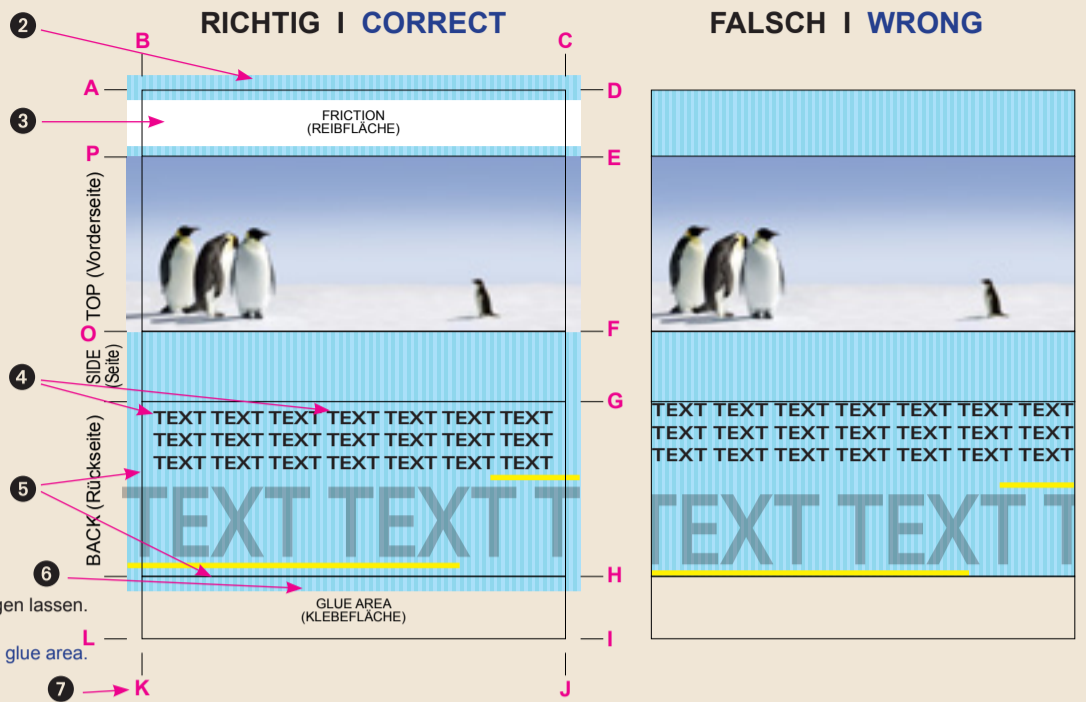 RICHTIG I CORRECT
FALSCH I WRONG
2
B
C
A
D
3
FRICTION
(REIBFLÄCHE)
P
E
TOP (Vorderseite)
O
F
SIDE
(Seite)
4
G
BACK (Rückseite)
TEXT TEXT TEXT TEXT TEXT TEXT TEXT
TEXT TEXT TEXT TEXT TEXT TEXT TEXT
TEXT TEXT TEXT TEXT TEXT TEXT TEXT
TEXT TEXT T
TEXT TEXT TEXT TEXT TEXT TEXT TEXT
TEXT TEXT TEXT TEXT TEXT TEXT TEXT
TEXT TEXT TEXT TEXT TEXT TEXT TEXT
TEXT TEXT T
5
6
H
GLUE AREA
(KLEBEFLÄCHE)
gen lassen.
L
I
glue area.
7
K
J